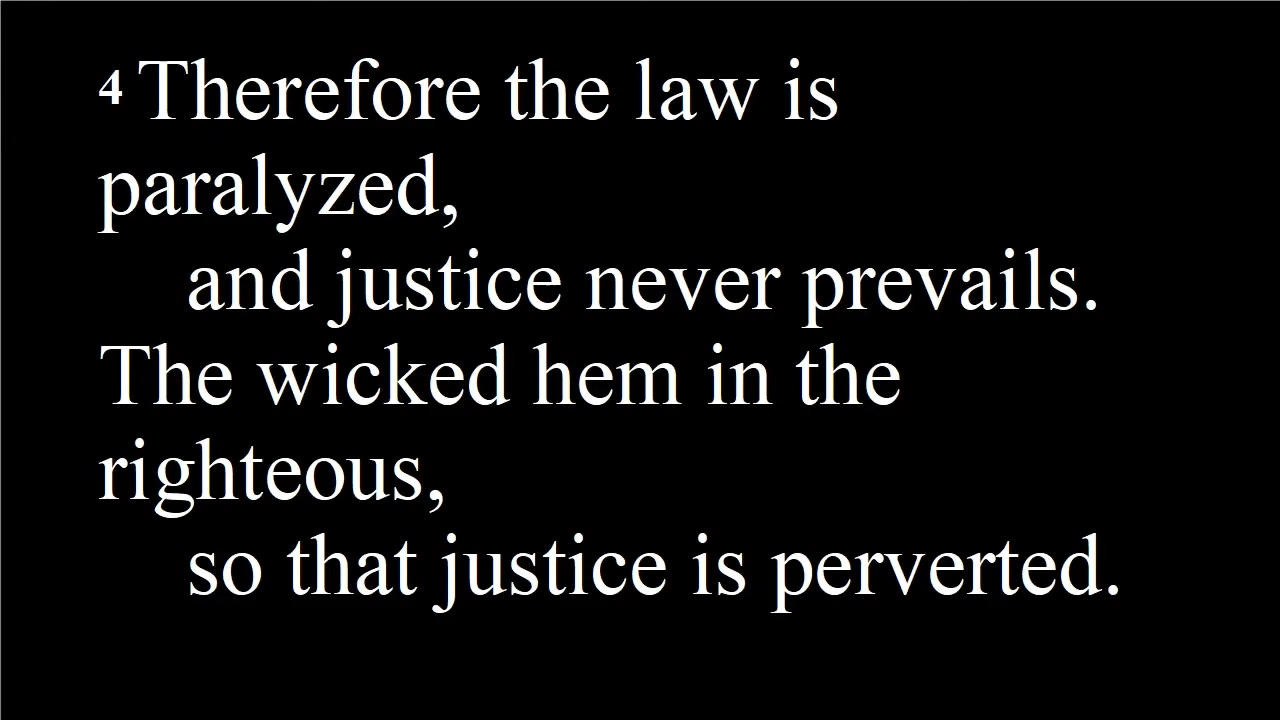 4 Therefore the law is
paralyzed,
and justice never prevails.
The wicked hem in the
righteous,
so that justice is perverted.